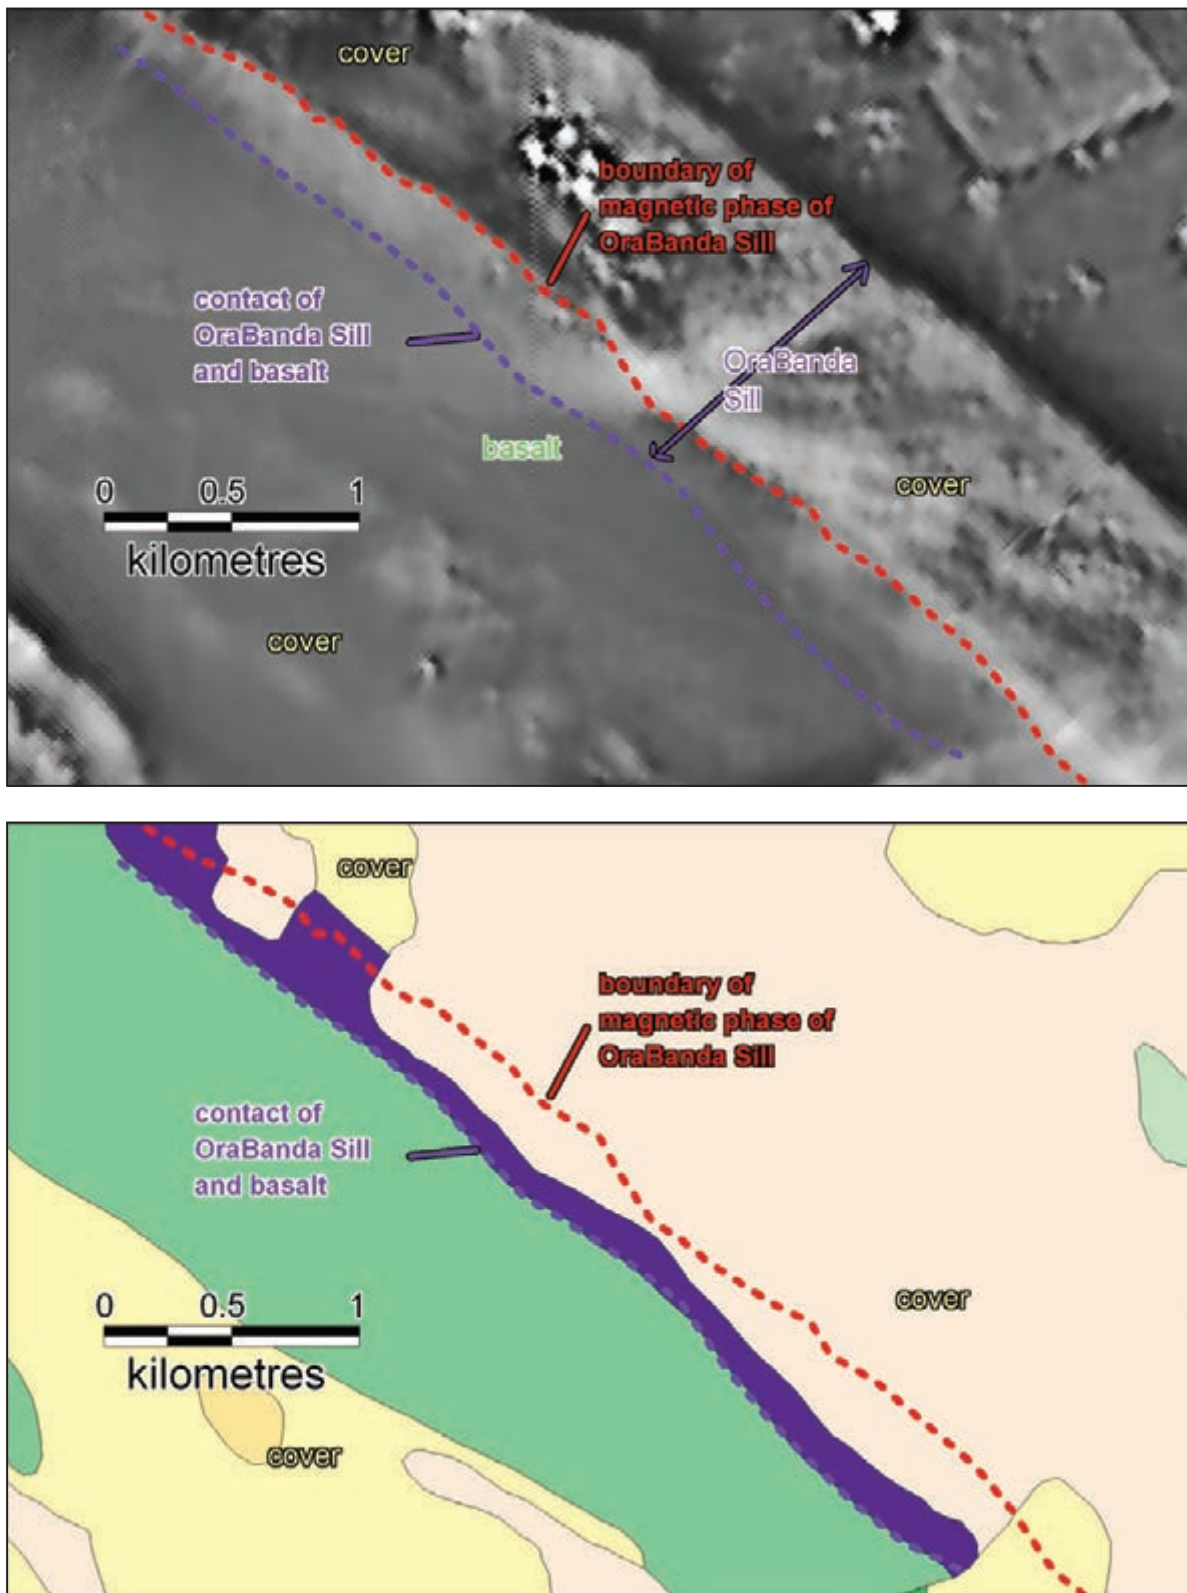 cover
boundary of
magnetic phase of
OraBanda Sill
contact of
OraBanda Sill
and basalt
OraBanda
Sill
basalt
cover
0 0.5 1
kilometres
cover
cover
boundary of
magnetic phase of
OraBanda Sill
contact of
OraBanda Sill
and basalt
cover
0 0.5 1
kilometres
cover